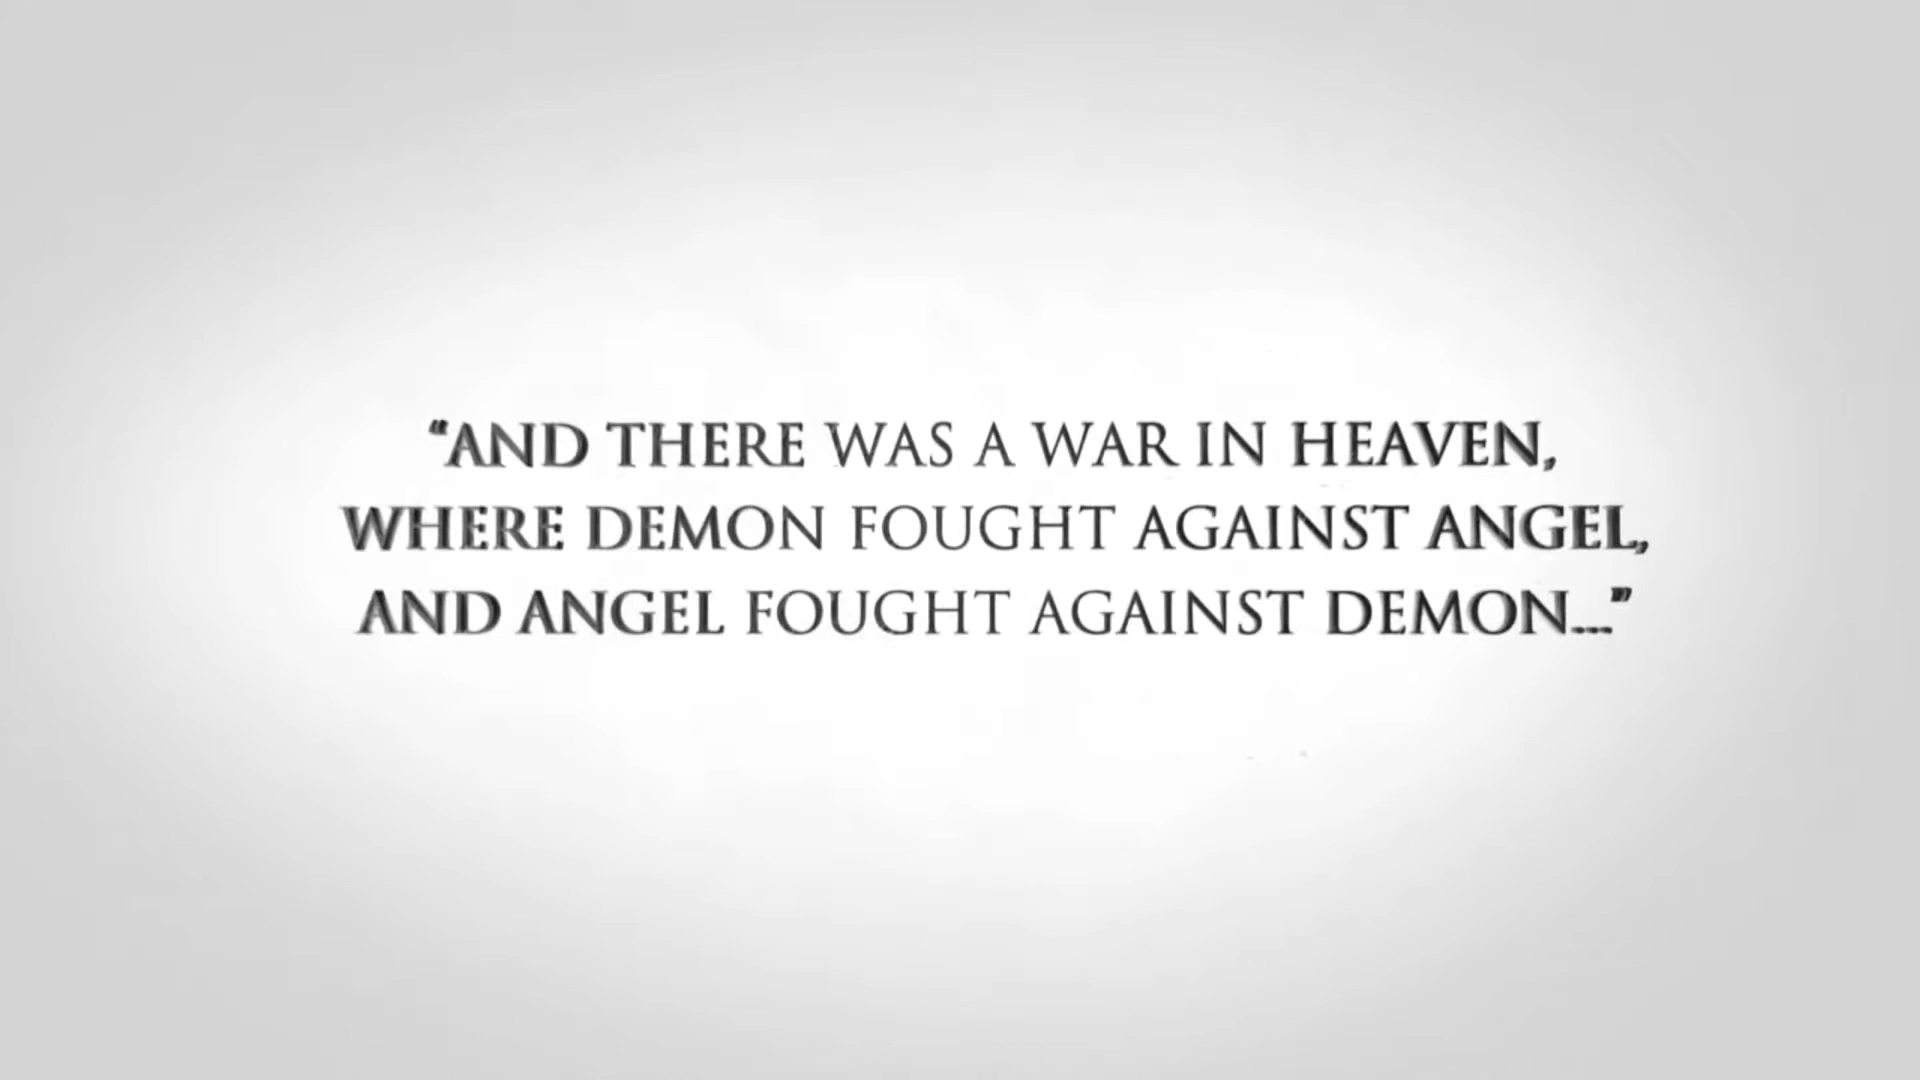 “AND THERE WAS A WAR IN HEAVEN,
WHERE DEMON FOUGHT AGAINST ANGEL,
AND ANGEL FOUGHT AGAINST DEMON...”